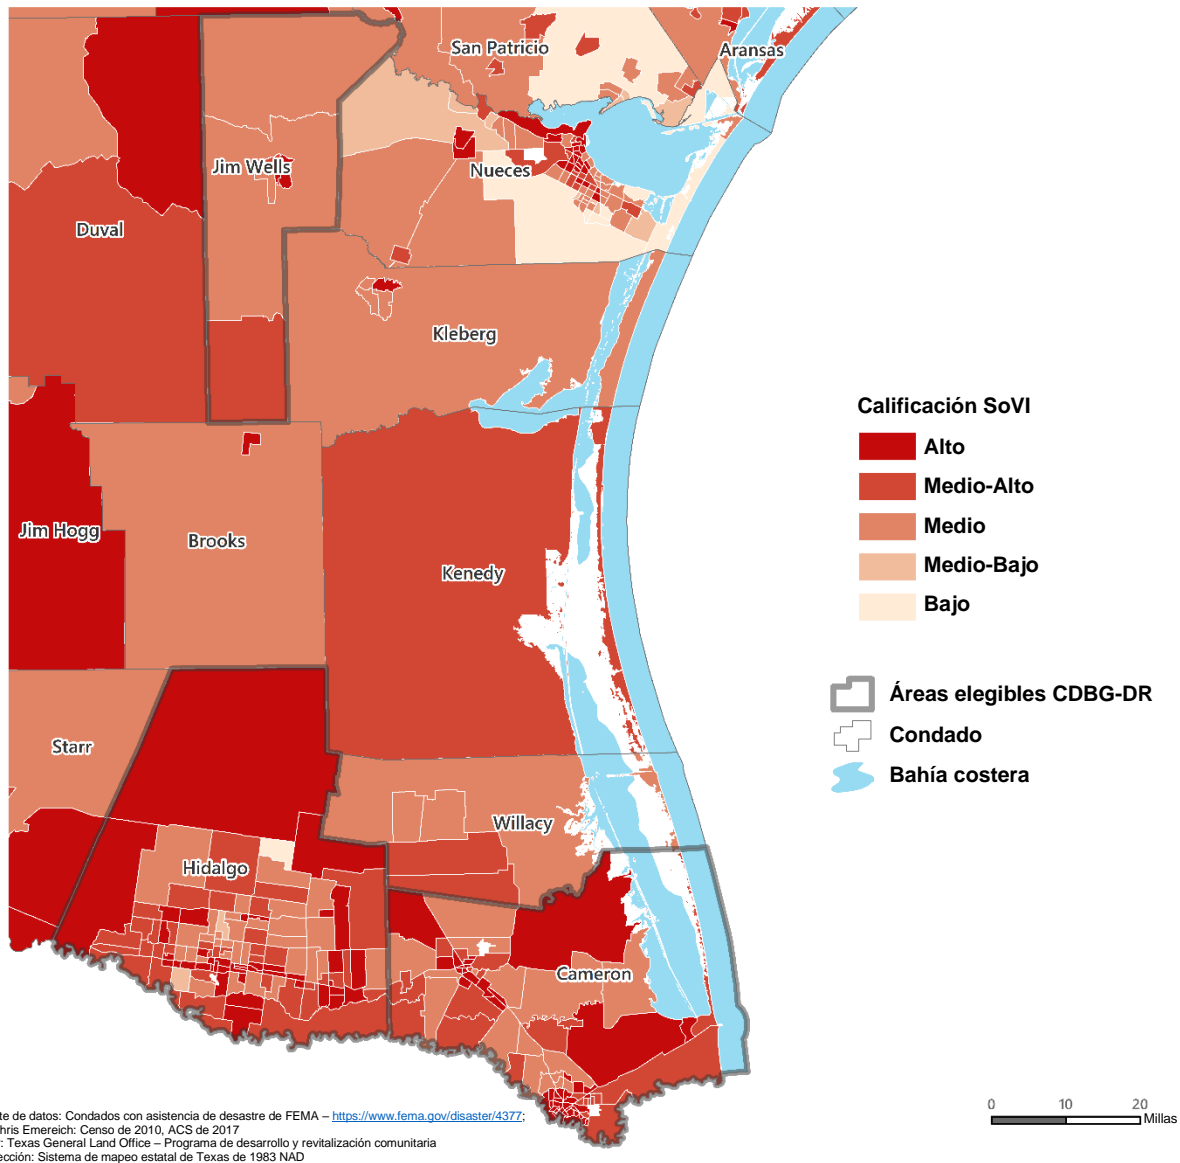 San Patricio
Aransas
Jim Wells
Nueces
Duval
Kleberg
Jim Hogg
Brooks
Kenedy
Starr
Willacy
Hidalgo
Cameron
Calificación SoVI
Alto
Medio-Alto
Medio
Medio-Bajo
Bajo
Áreas elegibles CDBG-DR
Condado
Bahía costera
0 10 20
Millas
te de datos: Condados con asistencia de desastre de FEMA – https://www.fema.gov/disaster/4377;
hris Emereich: Censo de 2010, ACS de 2017
r: Texas General Land Office – Programa de desarrollo y revitalización comunitaria
ección: Sistema de mapeo estatal de Texas de 1983 NAD